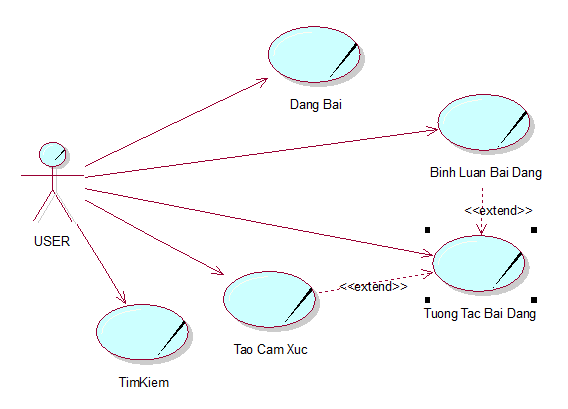 Dang Bai
Binh Luan Bai Dang
<<extend>>
USER
<<extend>>
Tuong Tac Bai Dang
Tao Cam Xuc
TimKiem